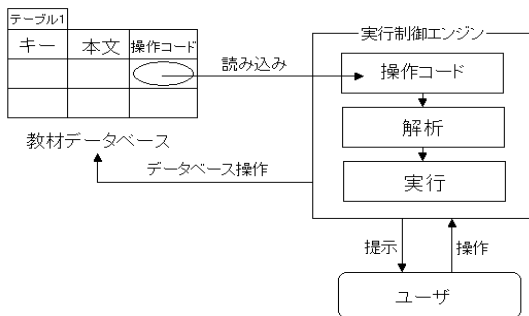 テーブル1
キー 本文 操作コード
教材データベース
読み込み
データベース操作
実行制御エンジン
操作コード
解析
実行
提示 操作
ユーザ